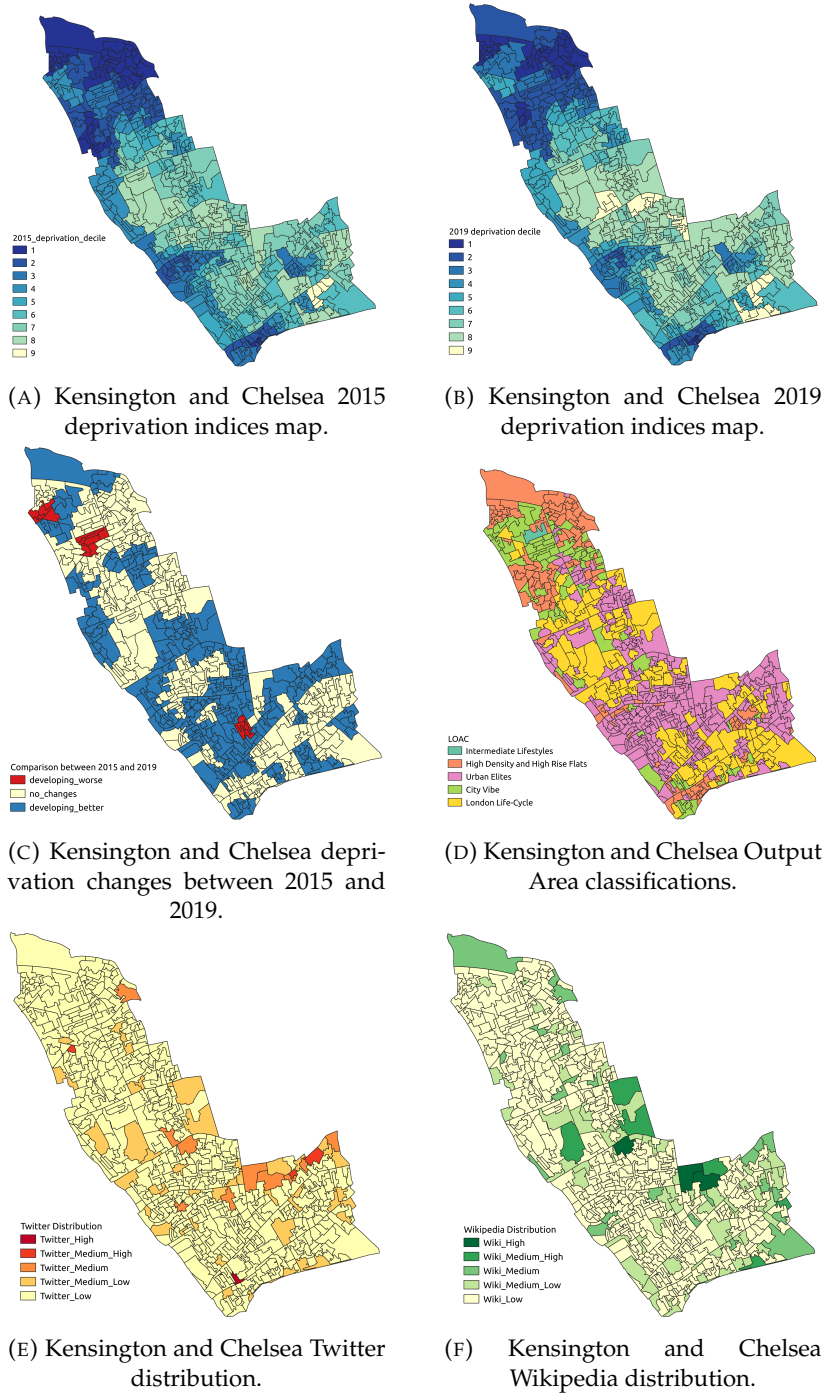 2015_deprivation_decile
1
2
3
4
5
6
7
8
9
(A) Kensington and Chelsea 2015
deprivation indices map.
2019 deprivation decile
1
2
3
4
5
6
7
8
9
(B) Kensington and Chelsea 2019
deprivation indices map.
Comparison between 2015 and 2019
developing_worse
no_changes
developing_better
(C) Kensington and Chelsea depri-
vation changes between 2015 and
2019.
LOAC
Intermediate Lifestyles
High Density and High Rise Flats
Urban Elites
City Vibe
London Life-Cycle
(D) Kensington and Chelsea Output
Area classifications.
Twitter Distribution
Twitter_High
Twitter_Medium_High
Twitter_Medium
Twitter_Medium_Low
Twitter_Low
(E) Kensington and Chelsea Twitter
distribution.
Wikipedia Distribution
Wiki_High
Wiki_Medium_High
Wiki_Medium
Wiki_Medium_Low
Wiki_Low
(F) Kensington and Chelsea
Wikipedia distribution.